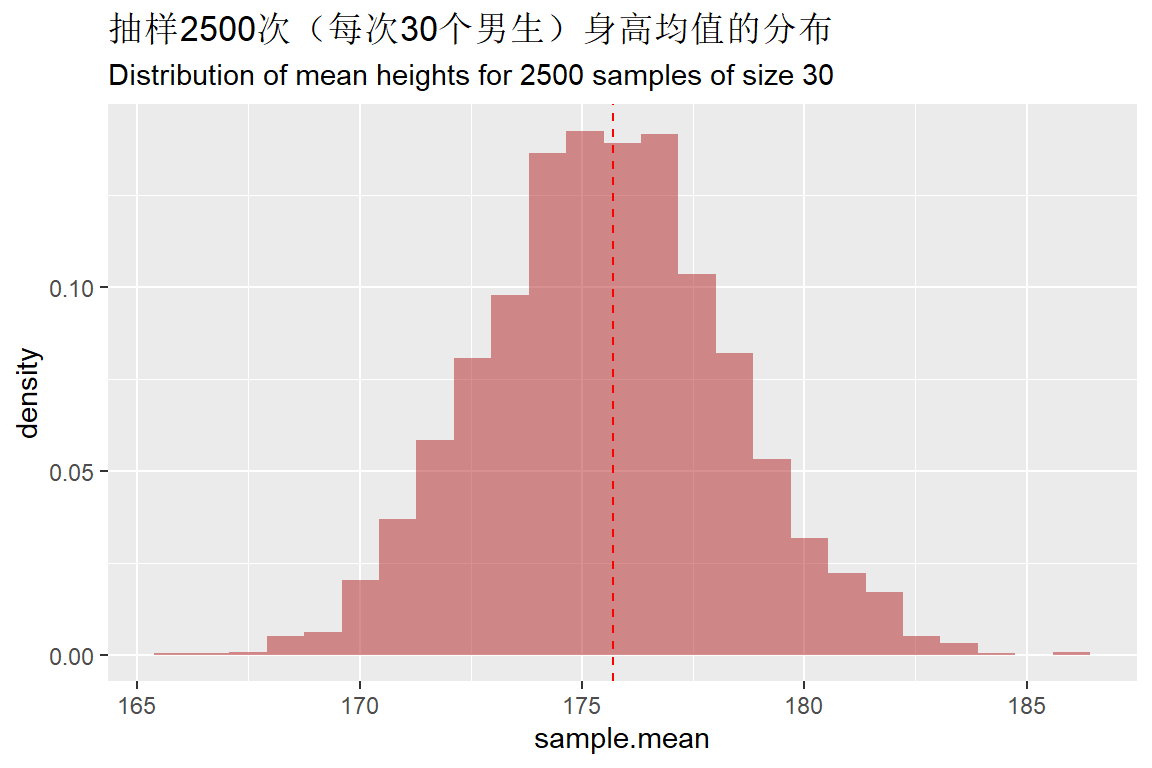 抽样2500次（每次30个男生）身高均值的分布
Distribution of mean heights for 2500 samples of size 30
density
0.10
0.05
0.00
165 170 175 180 185
sample.mean